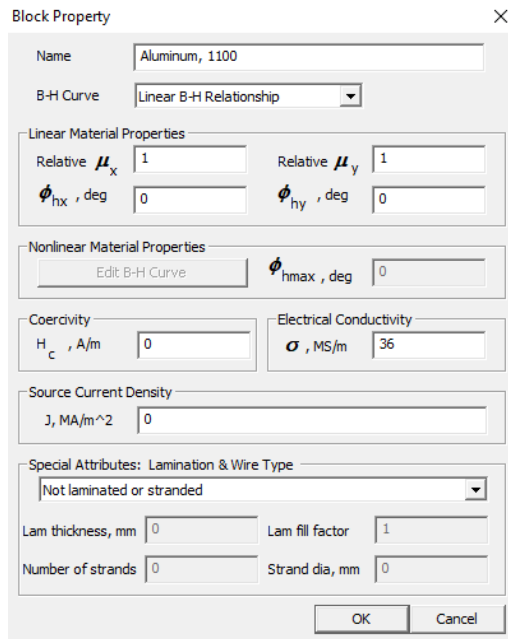 Block Property
Name Aluminum, 1100
B-H Curve Linear B-H Relationship
Linear Material Properties
Relative μx 1 Relative μy 1
ϕhx , deg 0 ϕhy , deg 0
Nonlinear Material Properties
Edit B-H Curve ϕhmax , deg 0
Coercivity Electrical Conductivity
Hc , A/m 0 σ , MS/m 36
Source Current Density
J, MA/m^2 0
Special Attributes: Lamination & Wire Type
Not laminated or stranded
Lam thickness, mm 0 Lam fill factor 1
Number of strands 0 Strand dia, mm 0
OK Cancel